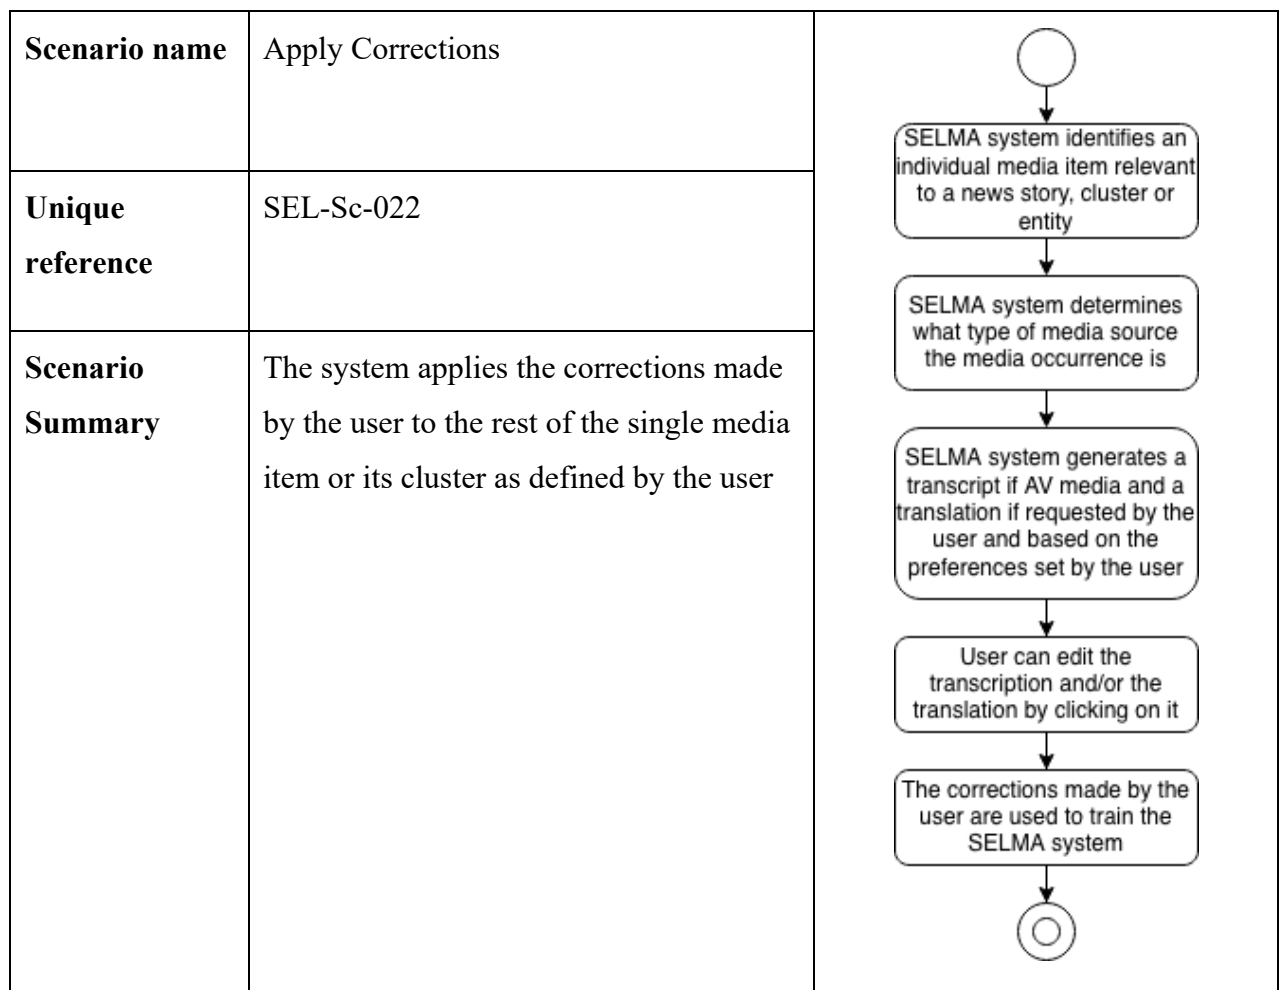 Scenario name
Apply Corrections
Unique
reference
SEL-Sc-022
Scenario
Summary
The system applies the corrections made
by the user to the rest of the single media
item or its cluster as defined by the user
SELMA system identifies an
individual media item relevant
to a news story, cluster or
entity
SELMA system determines
what type of media source
the media occurrence is
SELMA system generates a
transcript if AV media and a
translation if requested by the
user and based on the
preferences set by the user
User can edit the
transcription and/or the
translation by clicking on it
The corrections made by the
user are used to train the
SELMA system